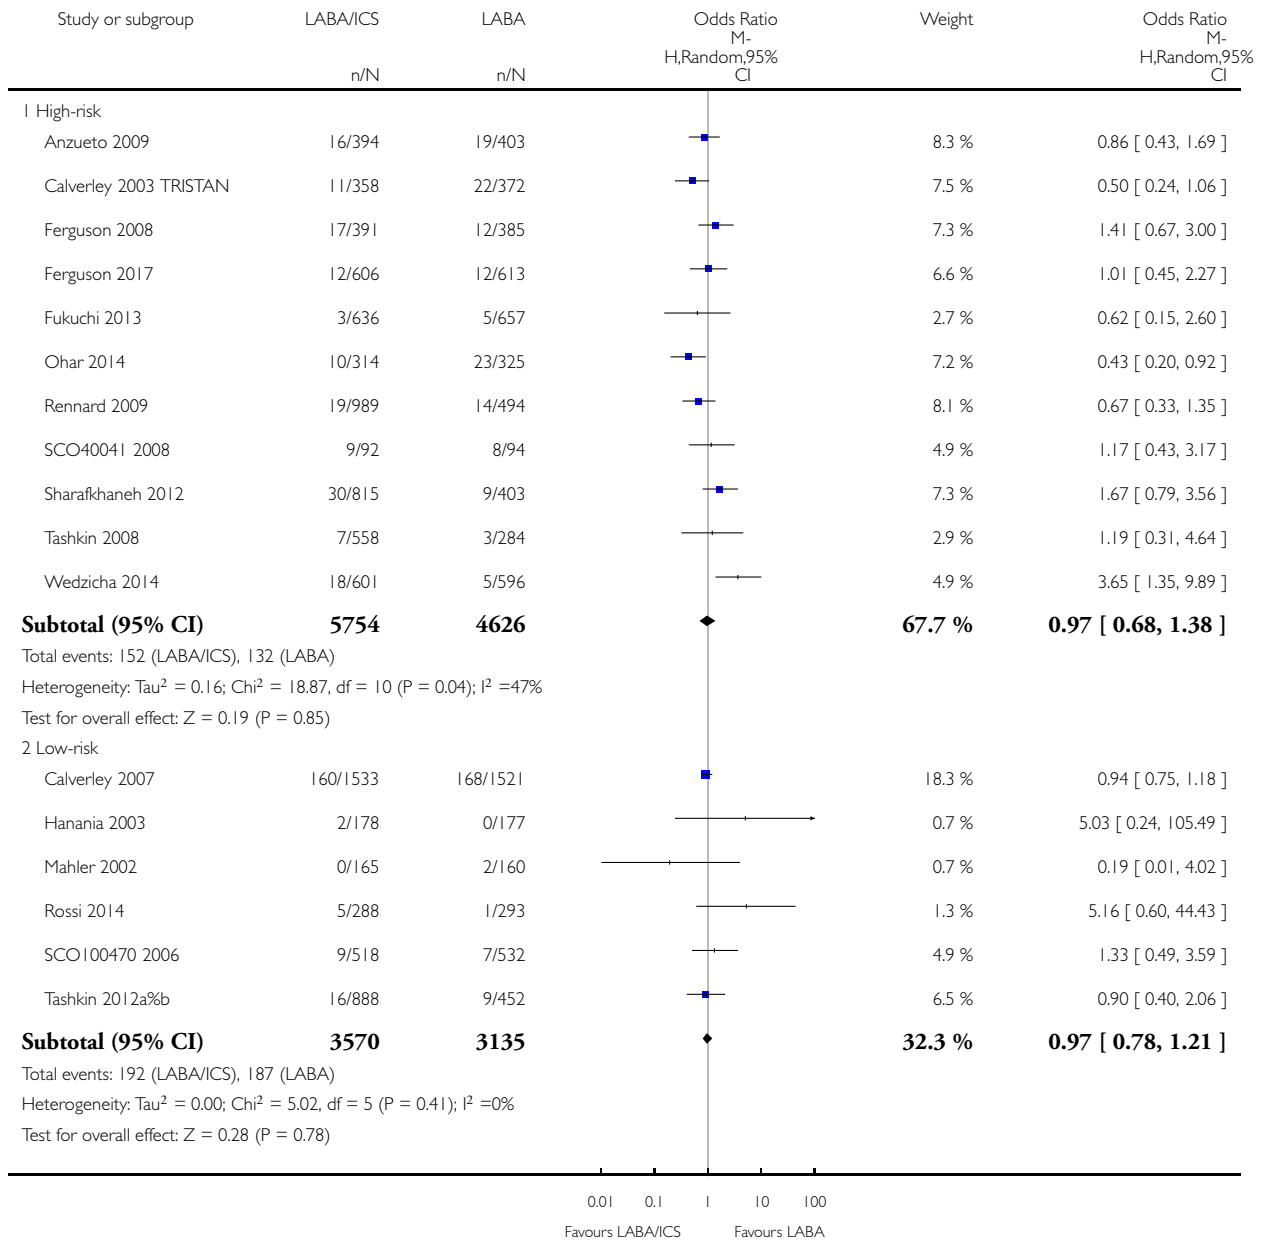 Study or subgroup LABA/ICS LABA Odds Ratio Weight Odds Ratio
M- M-
H,Random,95% H,Random,95%
n/N n/N CI CI
1 High-risk
Anzueto 2009 16/394 19/403 8.3 % 0.86 [ 0.43, 1.69 ]
Calverley 2003 TRISTAN 11/358 22/372 7.5 % 0.50 [ 0.24, 1.06 ]
Ferguson 2008 17/391 12/385 7.3 % 1.41 [ 0.67, 3.00 ]
Ferguson 2017 12/606 12/613 6.6 % 1.01 [ 0.45, 2.27 ]
Fukuchi 2013 3/636 5/657 2.7 % 0.62 [ 0.15, 2.60 ]
Ohar 2014 10/314 23/325 7.2 % 0.43 [ 0.20, 0.92 ]
Rennard 2009 19/989 14/494 8.1 % 0.67 [ 0.33, 1.35 ]
SCO40041 2008 9/92 8/94 4.9 % 1.17 [ 0.43, 3.17 ]
Sharafkhaneh 2012 30/815 9/403 7.3 % 1.67 [ 0.79, 3.56 ]
Tashkin 2008 7/558 3/284 2.9 % 1.19 [ 0.31, 4.64 ]
Wedzicha 2014 18/601 5/596 4.9 % 3.65 [ 1.35, 9.89 ]
Subtotal (95% CI) 5754 4626 67.7 % 0.97 [ 0.68, 1.38 ]
Total events: 152 (LABA/ICS), 132 (LABA)
Heterogeneity: Tau² = 0.16; Chi² = 18.87, df = 10 (P = 0.04); I² =47%
Test for overall effect: Z = 0.19 (P = 0.85)
2 Low-risk
Calverley 2007 160/1533 168/1521 18.3 % 0.94 [ 0.75, 1.18 ]
Hanania 2003 2/178 0/177 0.7 % 5.03 [ 0.24, 105.49 ]
Mahler 2002 0/165 2/160 0.7 % 0.19 [ 0.01, 4.02 ]
Rossi 2014 5/288 1/293 1.3 % 5.16 [ 0.60, 44.43 ]
SCO100470 2006 9/518 7/532 4.9 % 1.33 [ 0.49, 3.59 ]
Tashkin 2012a%b 16/888 9/452 6.5 % 0.90 [ 0.40, 2.06 ]
Subtotal (95% CI) 3570 3135 32.3 % 0.97 [ 0.78, 1.21 ]
Total events: 192 (LABA/ICS), 187 (LABA)
Heterogeneity: Tau² = 0.00; Chi² = 5.02, df = 5 (P = 0.41); I² =0%
Test for overall effect: Z = 0.28 (P = 0.78)
0.01 0.1 1 10 100
Favours LABA/ICS Favours LABA